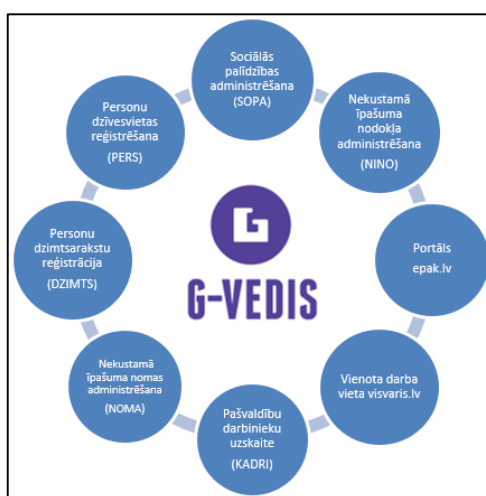 Sociālās
palīdzības
administrēšana
(SOPA)
Nekustamā
īpašuma
nodokļa
administrēšana
(NINO)
Portāls
epak.lv
Vienota darba
vieta visvaris.lv
Pašvaldību
darbinieku
uzskaite
(KADRI)
Nekustamā
īpašuma nomas
administrēšana
(NOMA)
Personu
dzimtsarakstu
reģistrācija
(DZIMTS)
Personu
dzīvesvietas
reģistrēšana
(PERS)
G
G-VEDIS